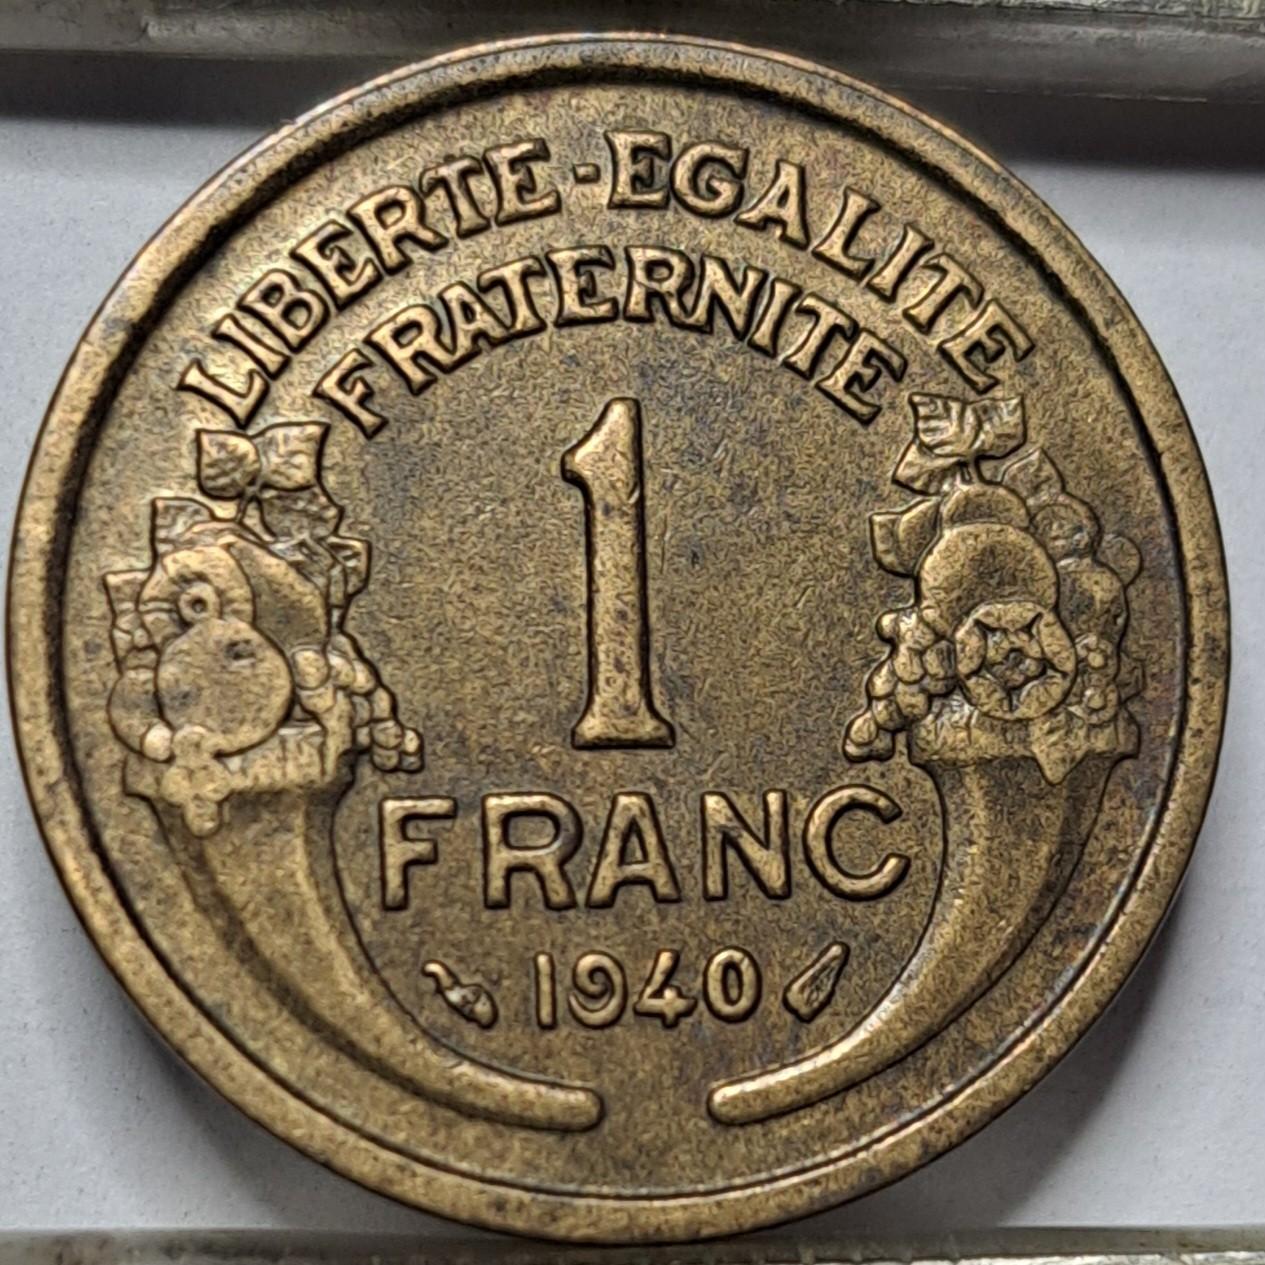 LIBERTE-EGALITE
FRATERNITE
1
FRANC
1940